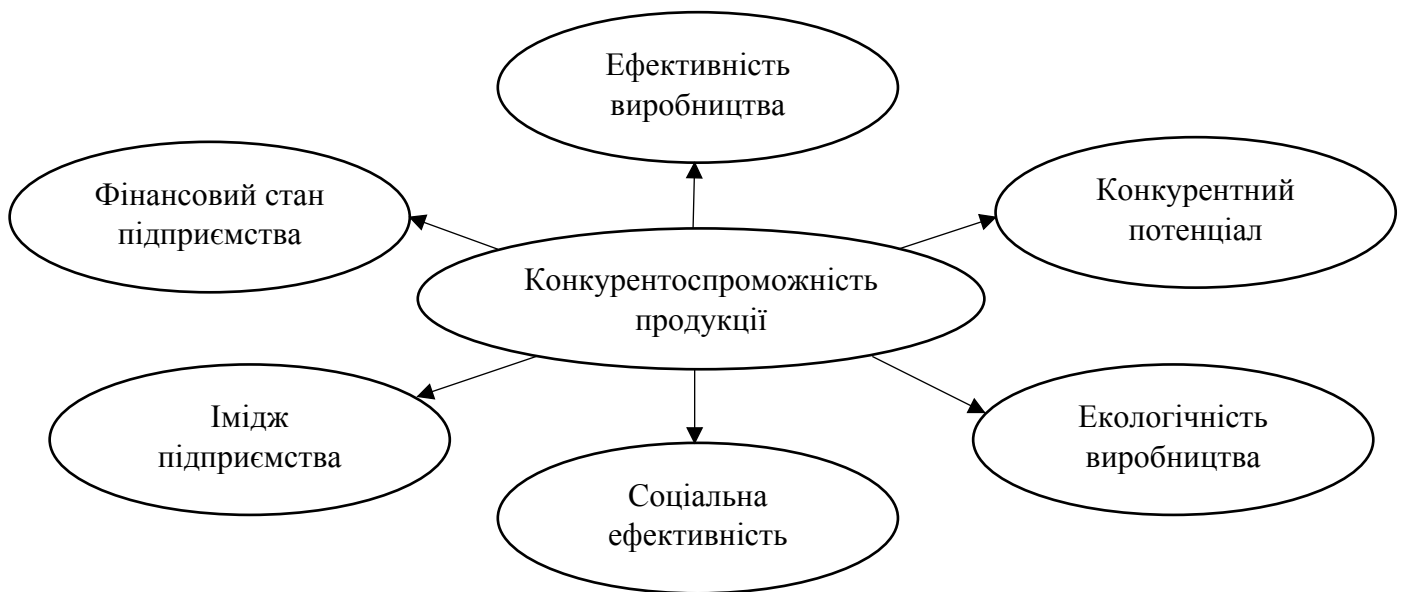 Ефективність
виробництва
Фінансовий стан
підприємства
Конкурентний
потенціал
Конкурентоспроможність
продукції
Імідж
підприємства
Екологічність
виробництва
Соціальна
ефективність